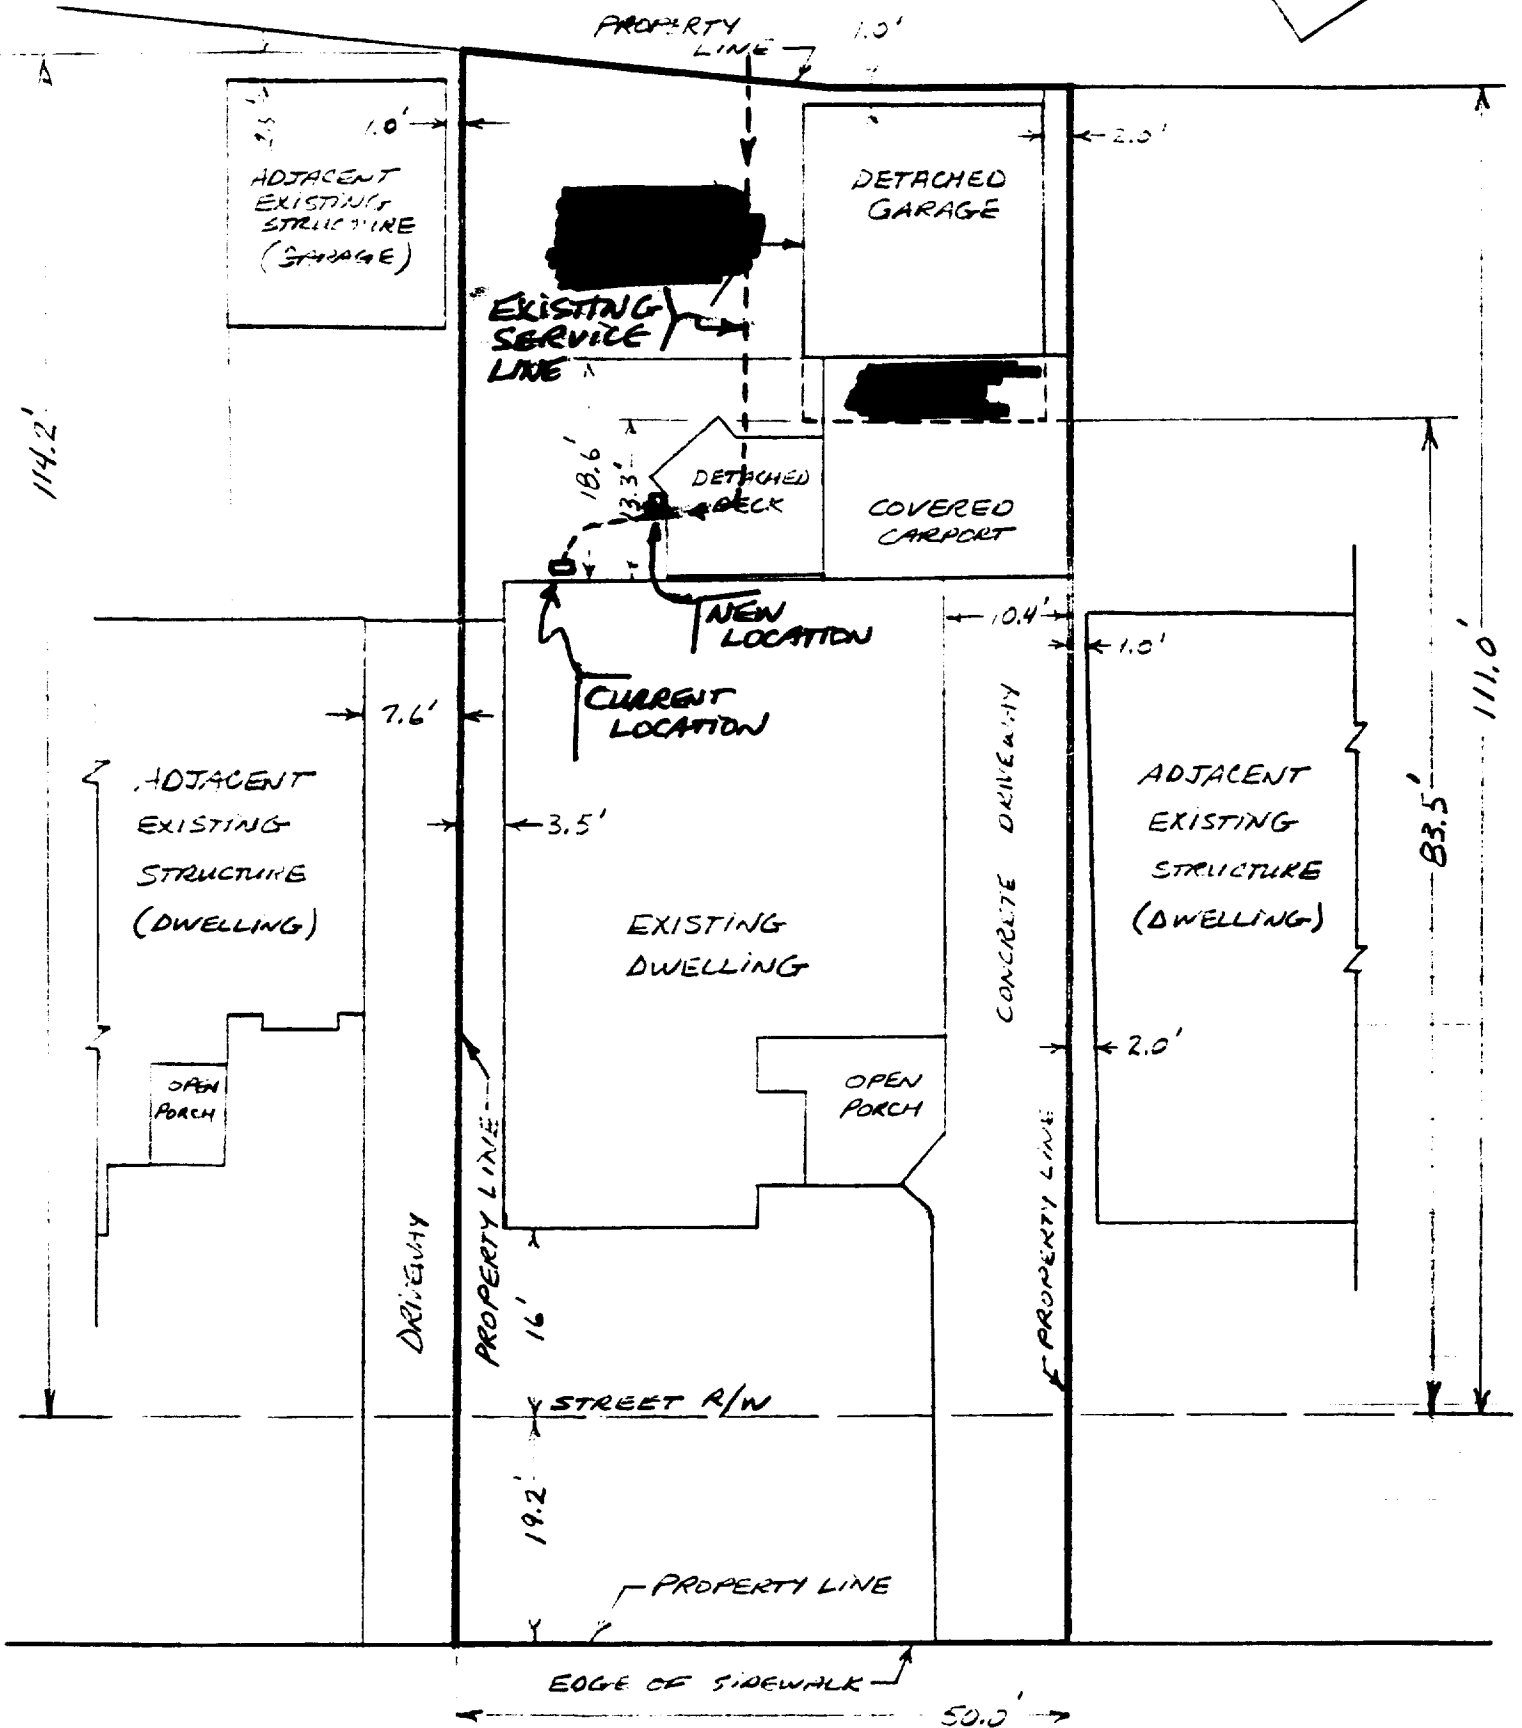 PROPERTY
LINE
1.0'
1.0'
2.0'
ADJACENT
EXISTING
STRUCTURE
(GARAGE)
DETACHED
GARAGE
EXISTING
SERVICE
LINE
114.2'
18.6'
13.3'
DETACHED
DECK
COVERED
CARPORT
NEW
LOCATION
10.4'
1.0'
111.0'
CURRENT
LOCATION
7.6'
3.5'
83.5'
ADJACENT
EXISTING
STRUCTURE
(DWELLING)
EXISTING
DWELLING
CONCRETE DRIVEWAY
ADJACENT
EXISTING
STRUCTURE
(DWELLING)
2.0'
OPEN
PORCH
OPEN
PORCH
DRIVEWAY
PROPERTY LINE
16'
PROPERTY LINE
STREET R/W
19.2'
PROPERTY LINE
EDGE OF SIDEWALK
50.0'